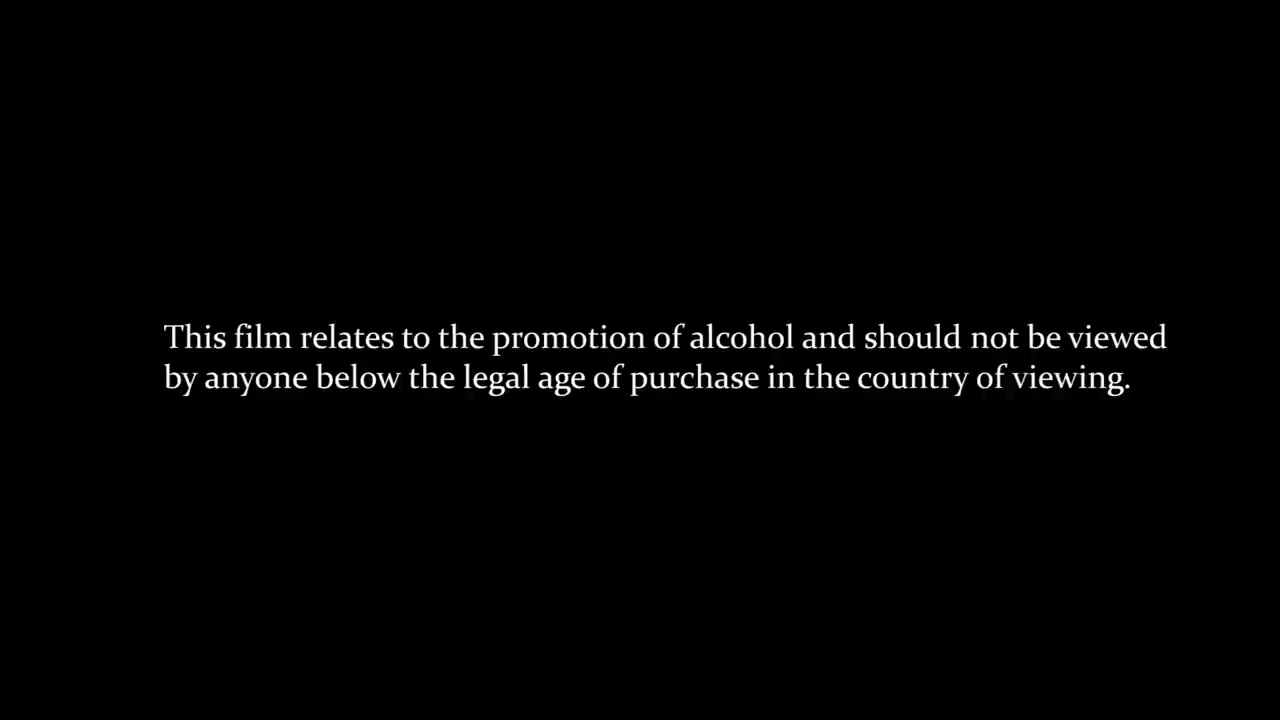 This film relates to the promotion of alcohol and should not be viewed
by anyone below the legal age of purchase in the country of viewing.